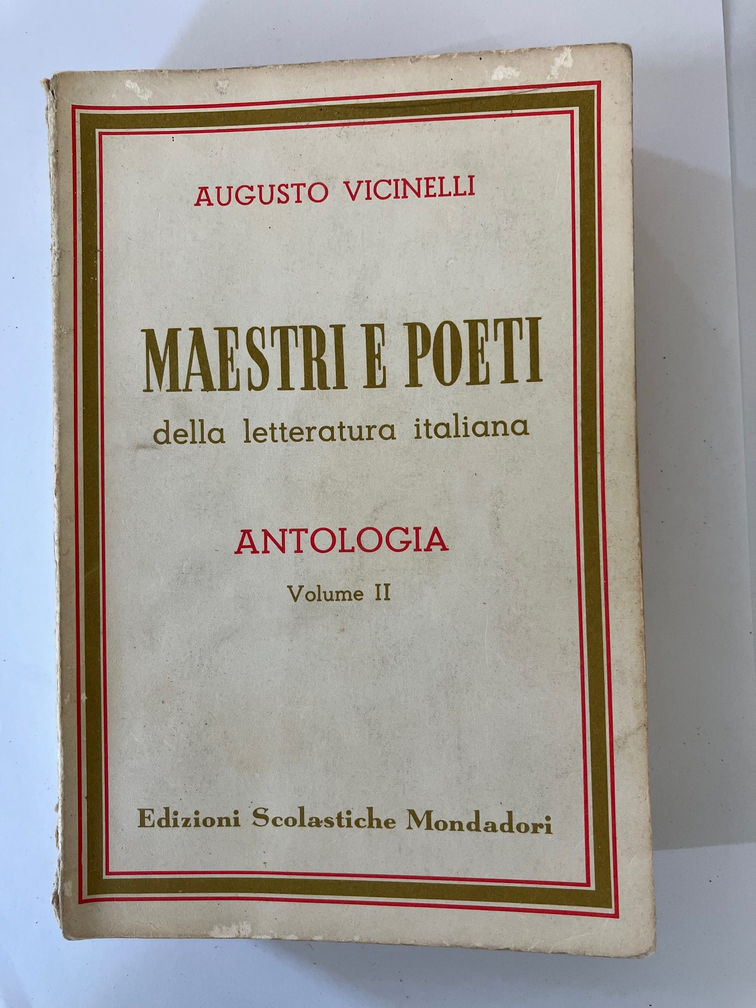 AUGUSTO VICINELLI
MAESTRI E POETI
della letteratura italiana
ANTOLOGIA
Volume II
Edizioni Scolastiche Mondadori